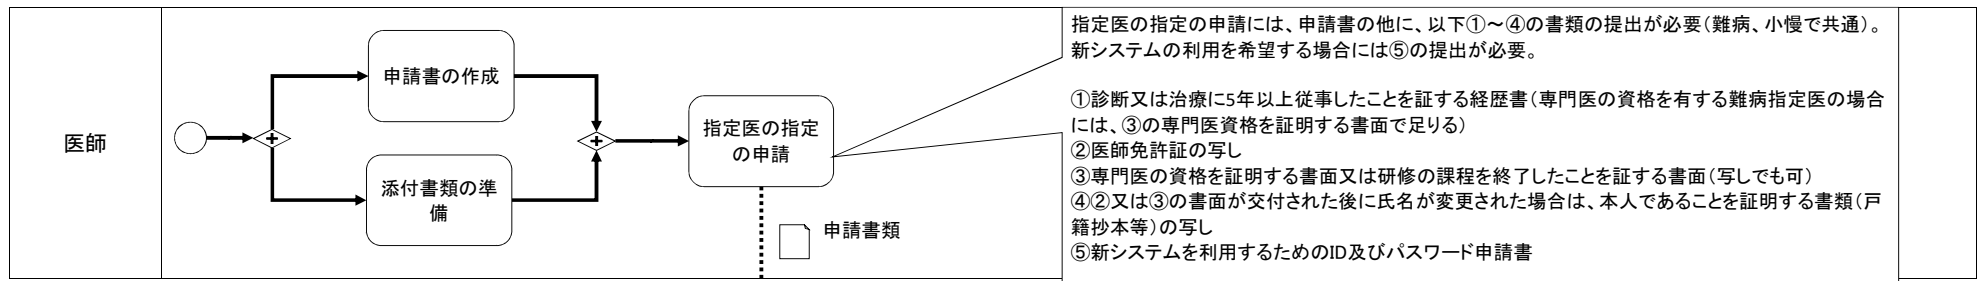 医師
申請書の作成
添付書類の準
備
指定医の指定
の申請
申請書類
指定医の指定の申請には、申請書の他に、以下①～④の書類の提出が必要（難病、小慢で共通）。
新システムの利用を希望する場合には⑤の提出が必要。
①診断又は治療に5年以上従事したことを証する経歴書（専門医の資格を有する難病指定医の場合
には、③の専門医資格を証明する書面で足りる）
②医師免許証の写し
③専門医の資格を証明する書面又は研修の課程を終了したことを証する書面（写しでも可）
④②又は③の書面が交付された後に氏名が変更された場合は、本人であることを証明する書類（戸
籍抄本等）の写し
⑤新システムを利用するためのID及びパスワード申請書